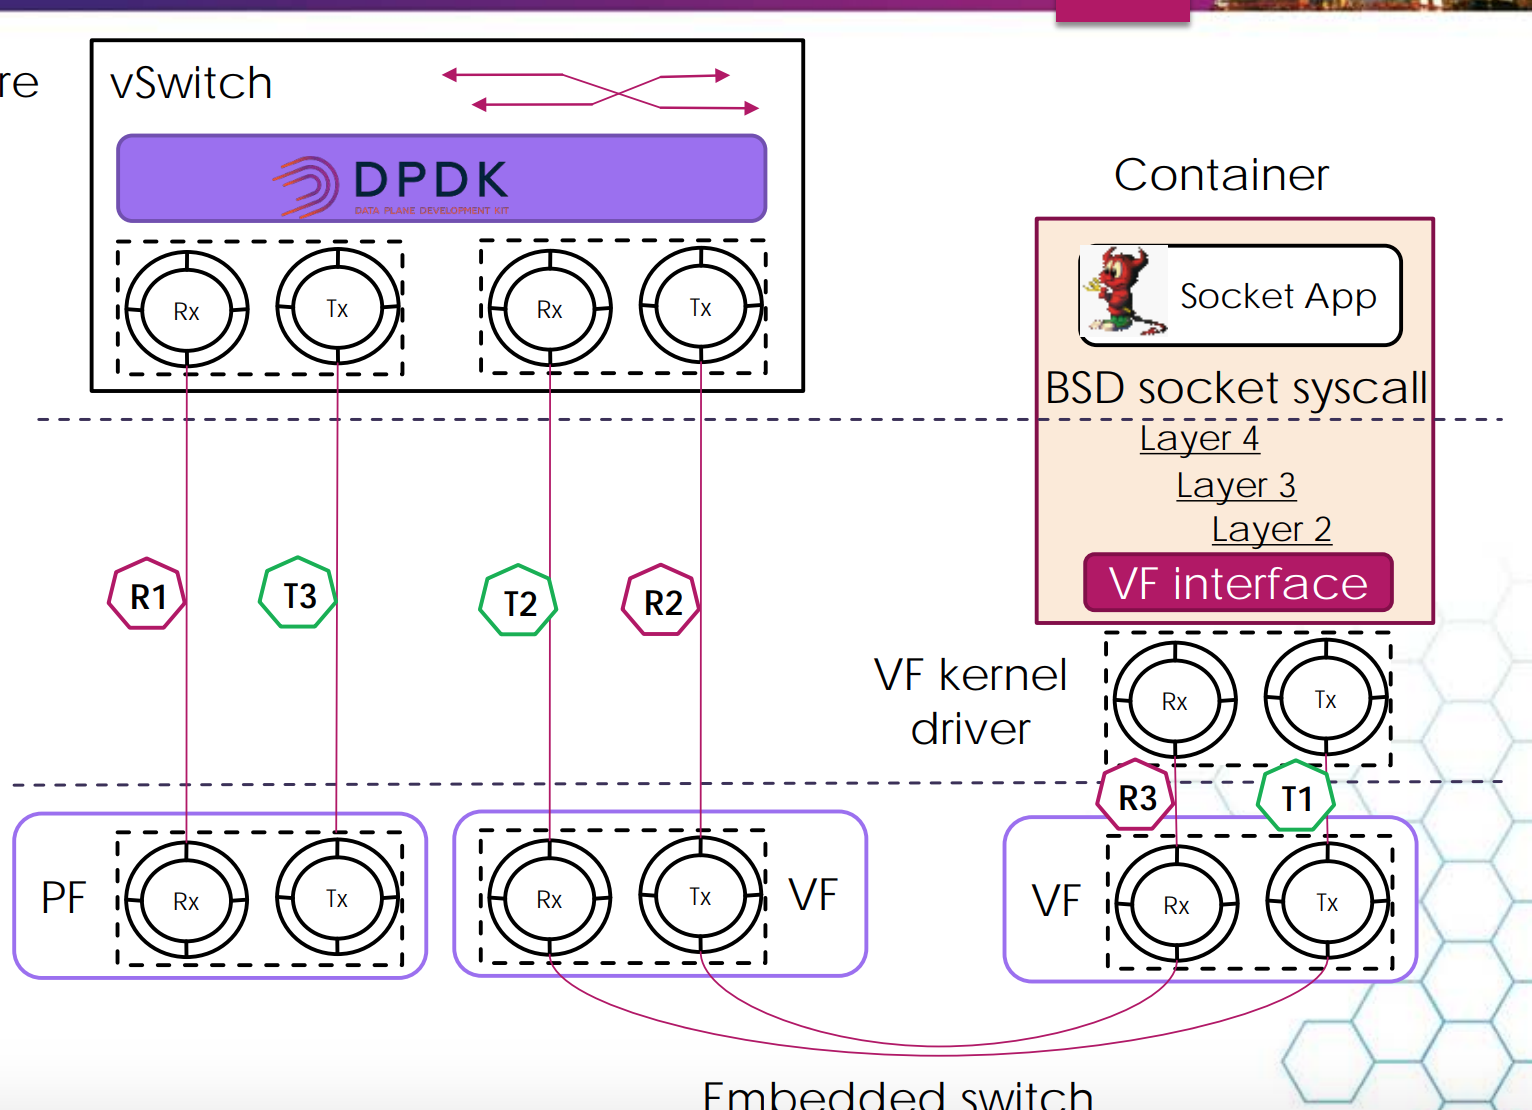 re
vSwitch
DPDK
DATA PLANE DEVELOPMENT KIT
Rx
Tx
Rx
Tx
Container
Socket App
BSD socket syscall
Layer 4
Layer 3
Layer 2
VF interface
R1
T3
T2
R2
VF kernel
driver
Rx
Tx
R3
T1
PF
Rx
Tx
Rx
Tx
VF
VF
Rx
Tx
Embedded switch